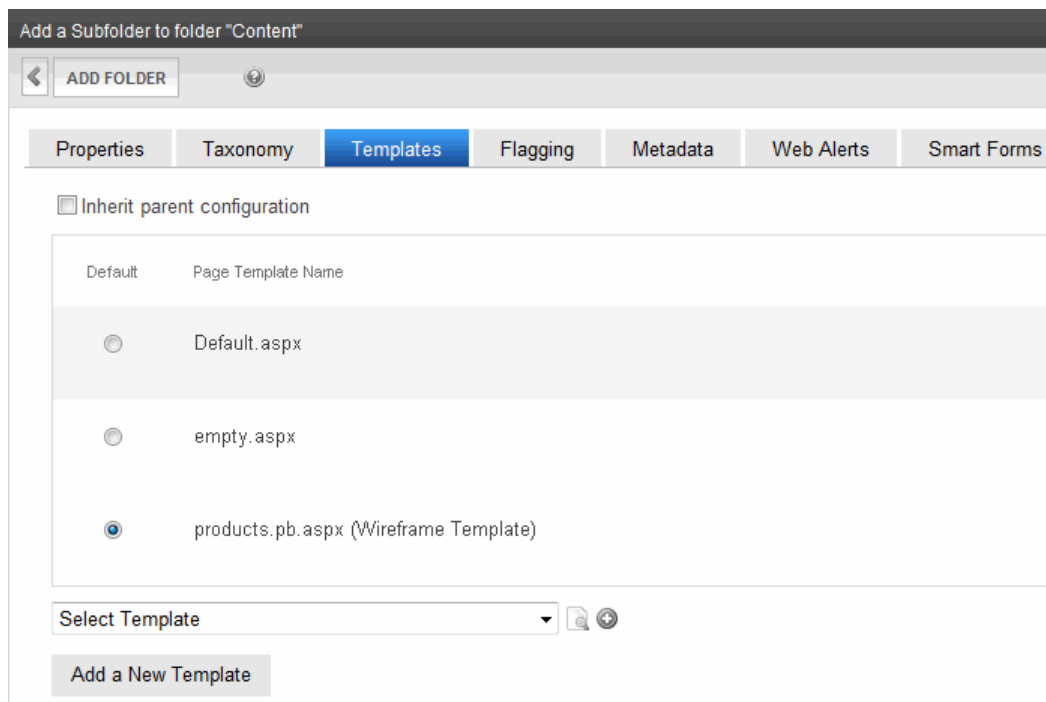 Add a Subfolder to folder "Content"
ADD FOLDER
Properties Taxonomy Templates Flagging Metadata Web Alerts Smart Forms
Inherit parent configuration
Default Page Template Name
Default.aspx
empty.aspx
products.pb.aspx (Wireframe Template)
Select Template
Add a New Template